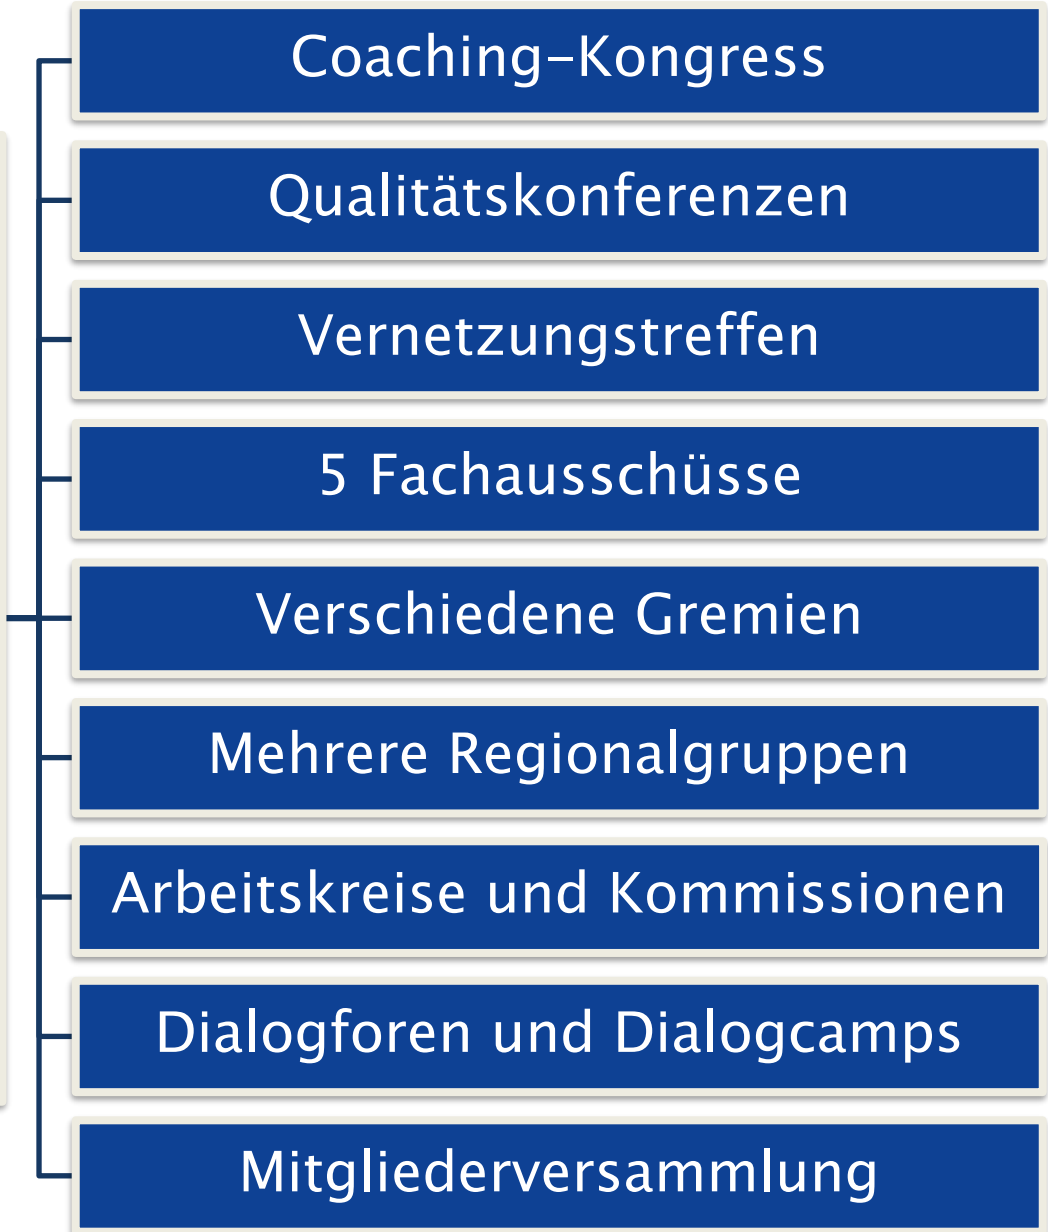 Coaching-Kongress
Qualitätskonferenzen
Vernetzungstreffen
5 Fachausschüsse
Verschiedene Gremien
Mehrere Regionalgruppen
Arbeitskreise und Kommissionen
Dialogforen und Dialogcamps
Mitgliederversammlung